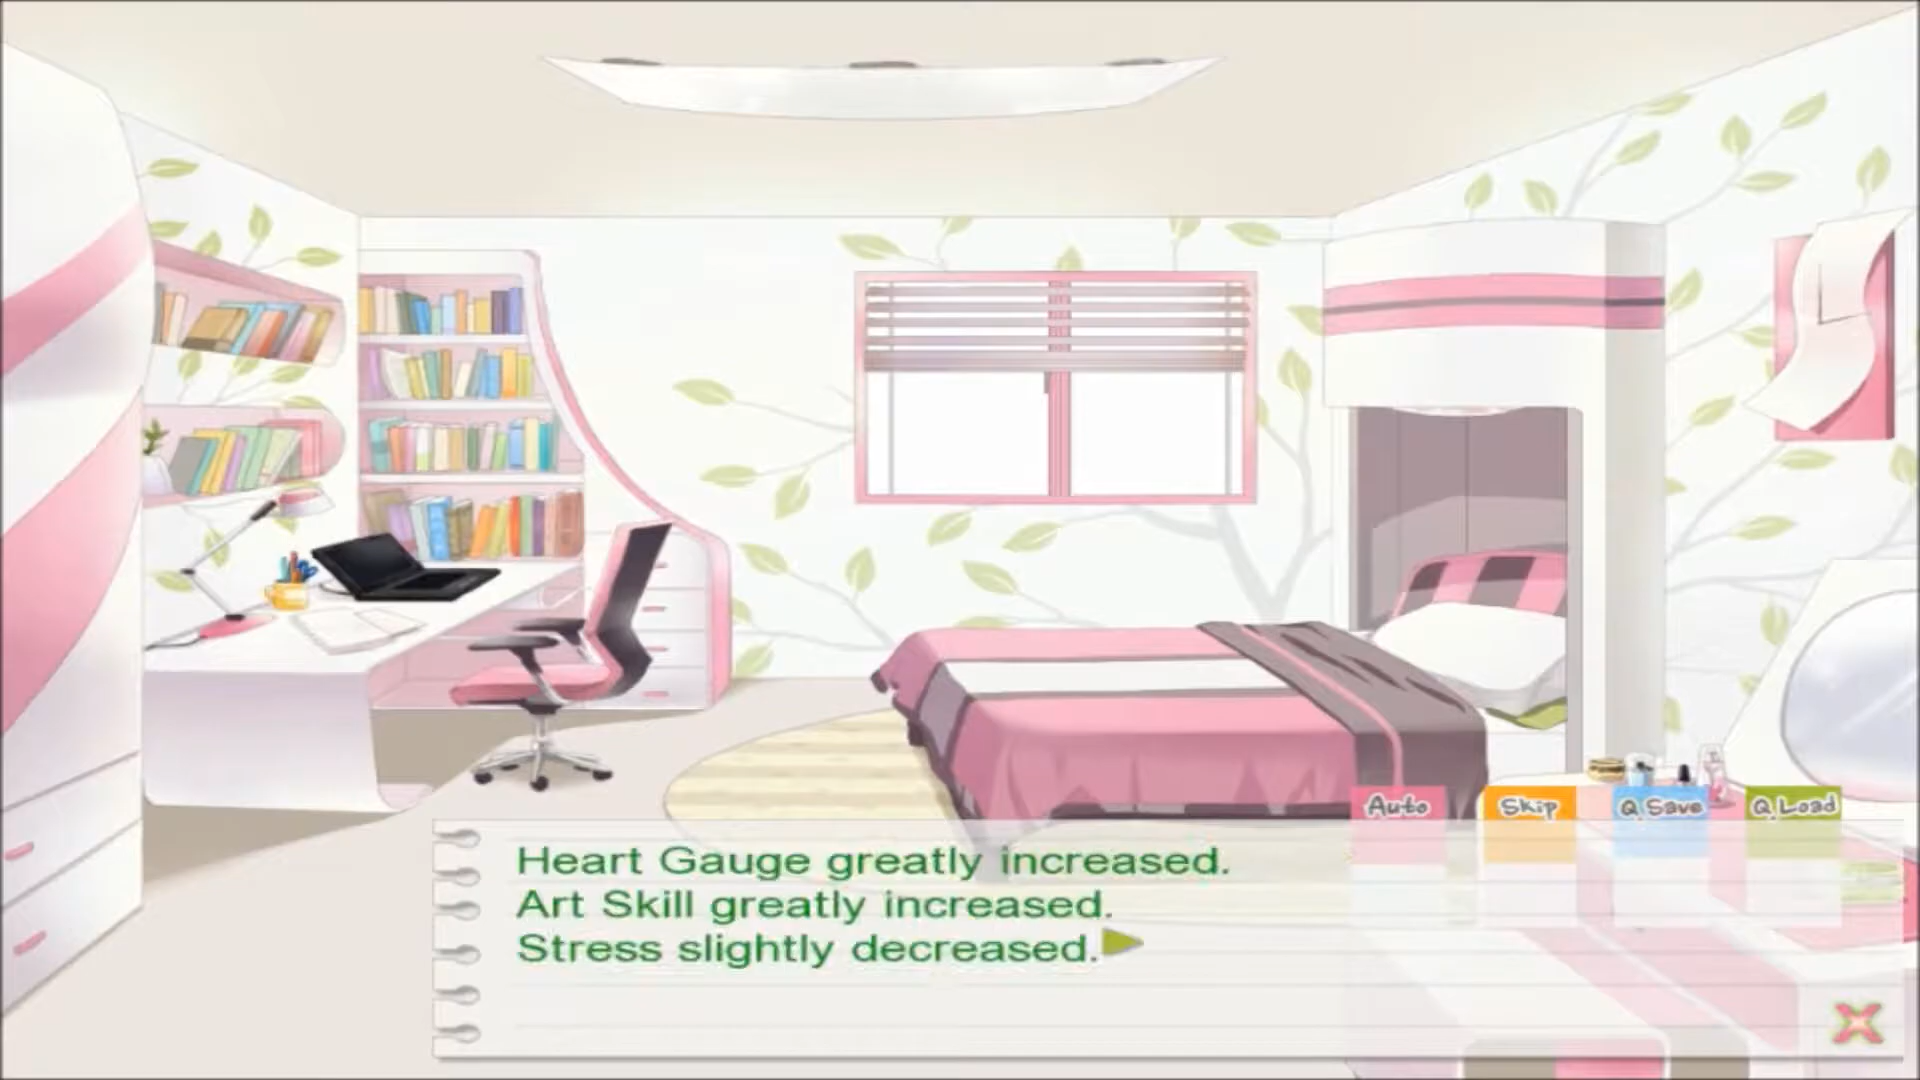 Auto Skip Q.Save Q.Load
Heart Gauge greatly increased.
Art Skill greatly increased.
Stress slightly decreased.